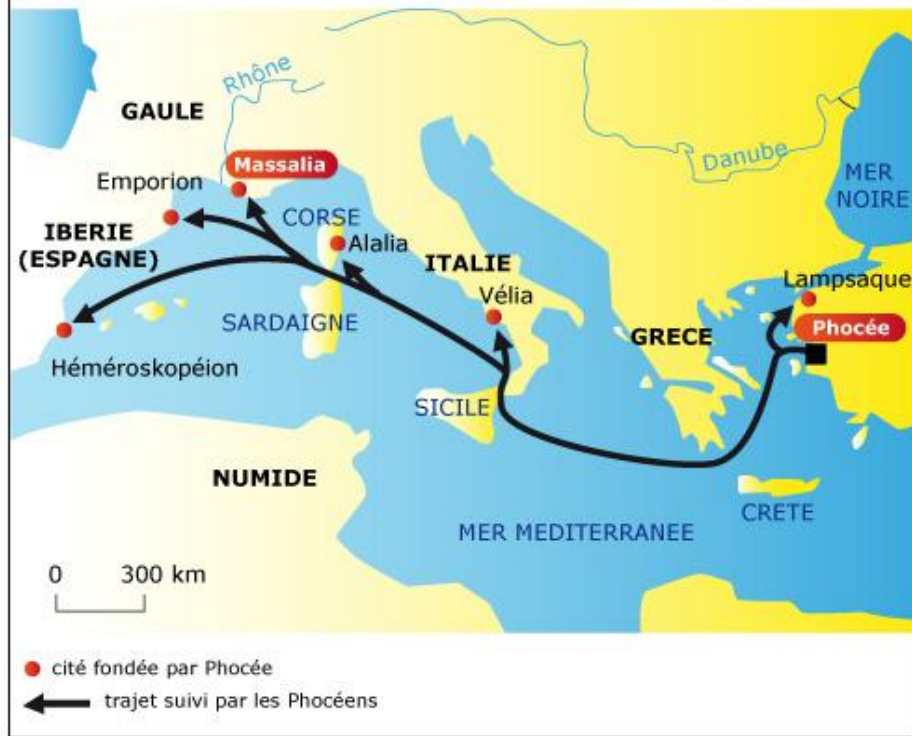 Rhône
GAULE
Massalia
Danube
MER
NOIRE
Emporion
CORSE
IBERIE
(ESPAGNE)
Alalia
ITALIE
Lampsaque
Vélia
SARDAIGNE
GRECE
Phocée
Héméroskopéion
SICILE
NUMIDE
CRETE
MER MEDITERRANEE
0 300 km
cité fondée par Phocée
trajet suivi par les Phocéens